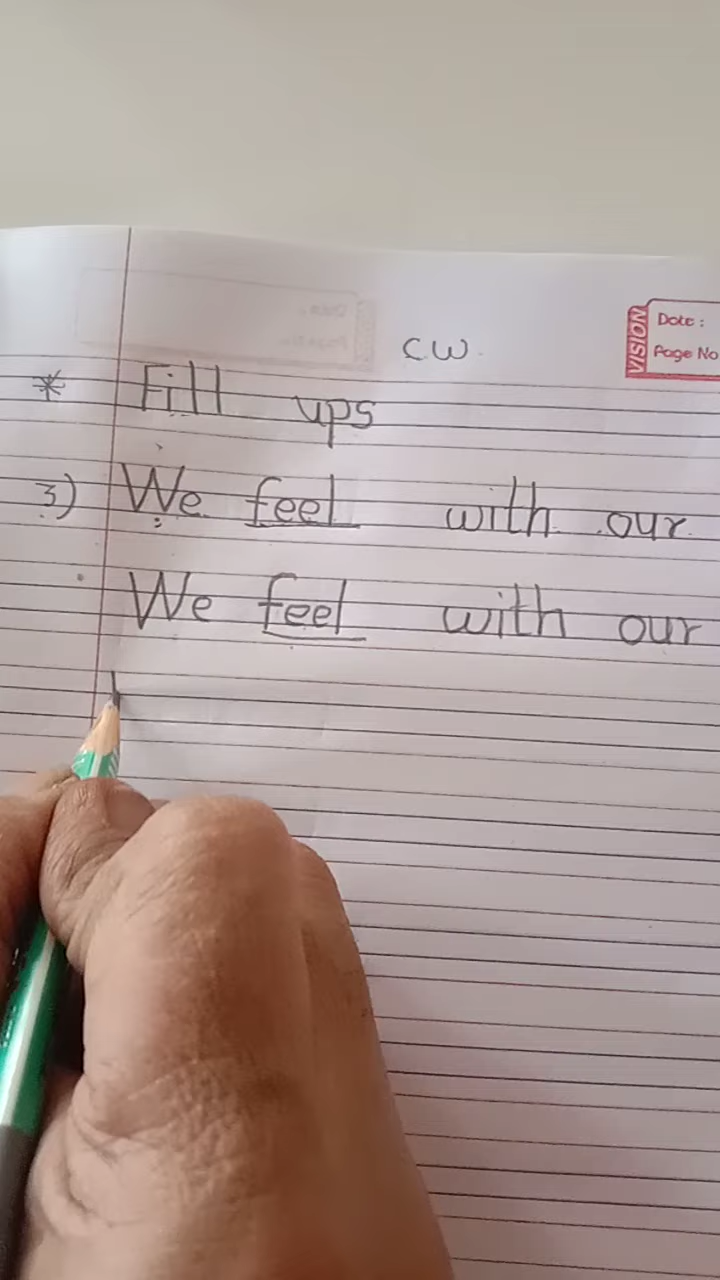 VISION
Date :
Page No
CW
* Fill ups
3) We feel with our
We feel with our